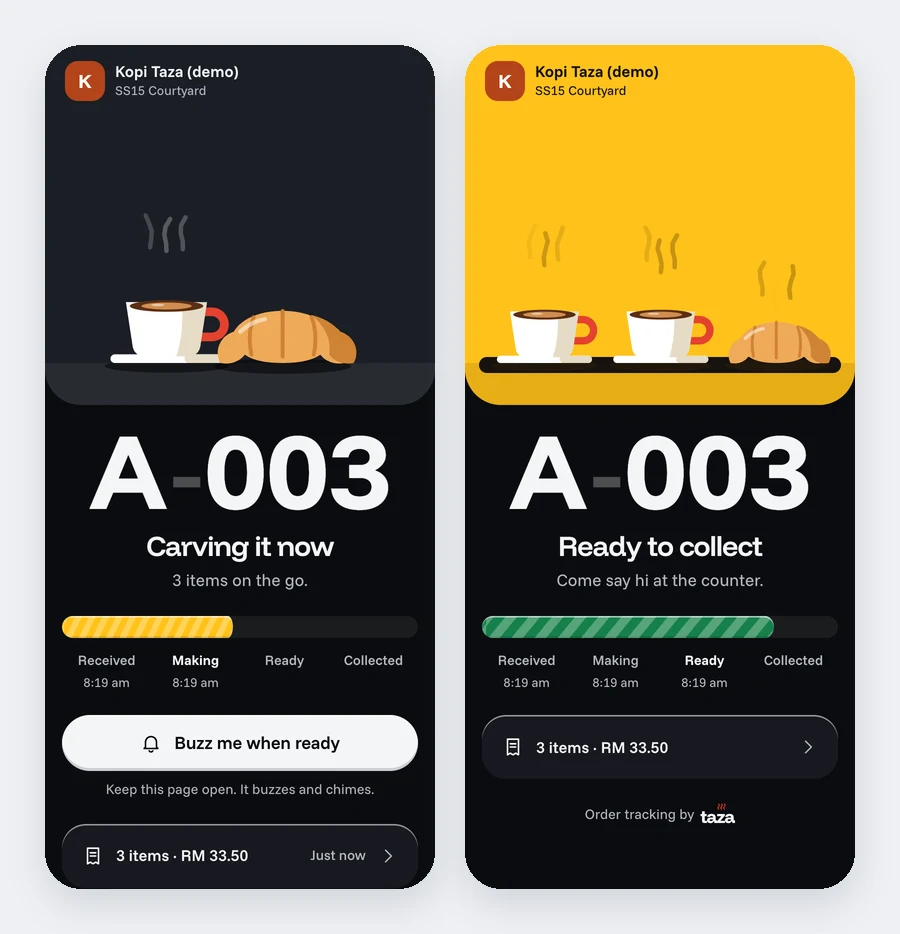 K
Kopi Taza (demo)
SS15 Courtyard
A-003
Carving it now
3 items on the go.
Received Making Ready Collected
8:19 am 8:19 am
Buzz me when ready
Keep this page open. It buzzes and chimes.
3 items · RM 33.50 Just now
K
Kopi Taza (demo)
SS15 Courtyard
A-003
Ready to collect
Come say hi at the counter.
Received Making Ready Collected
8:19 am 8:19 am 8:19 am
3 items · RM 33.50
Order tracking by taza